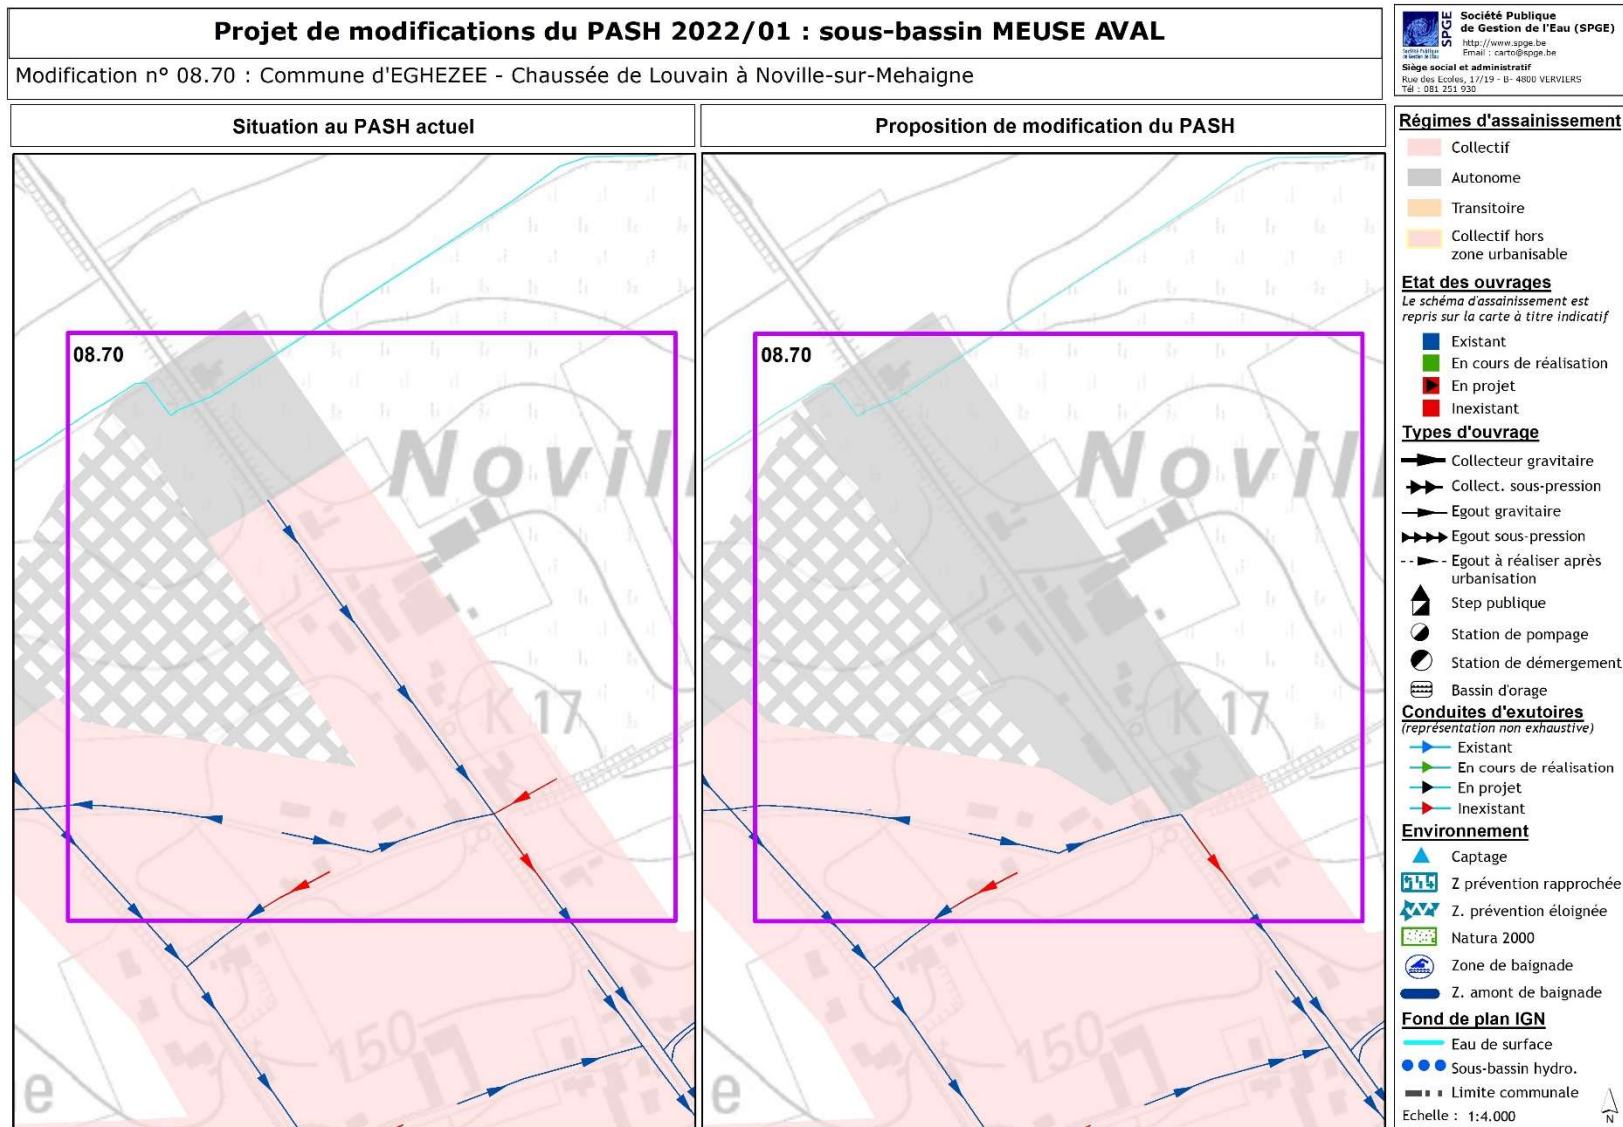 Projet de modifications du PASH 2022/01 : sous-bassin MEUSE AVAL
Modification n° 08.70 : Commune d'EGHEZEE - Chaussée de Louvain à Noville-sur-Mehaigne
SPGE
Société Publique
de Gestion de l'Eau (SPGE)
http://www.spge.be
Email : carto@spge.be
Siège social et administratif
Rue des Ecoles, 17/19 - B- 4800 VERVIERS
Tél : 081 251 930
Situation au PASH actuel
Proposition de modification du PASH
08.70
Novill
K 17
150
e
08.70
Novill
K 17
150
e
Régimes d'assainissement
Collectif
Autonome
Transitoire
Collectif hors
zone urbanisable
Etat des ouvrages
Le schéma d'assainissement est
repris sur la carte à titre indicatif
Existant
En cours de réalisation
En projet
Inexistant
Types d'ouvrage
Collecteur gravitaire
Collect. sous-pression
Egout gravitaire
Egout sous-pression
Egout à réaliser après
urbanisation
Step publique
Station de pompage
Station de démergement
Bassin d'orage
Conduites d'exutoires
(représentation non exhaustive)
Existant
En cours de réalisation
En projet
Inexistant
Environnement
Captage
Z prévention rapprochée
Z. prévention éloignée
Natura 2000
Zone de baignade
Z. amont de baignade
Fond de plan IGN
Eau de surface
Sous-bassin hydro.
Limite communale
Echelle : 1:4.000
N